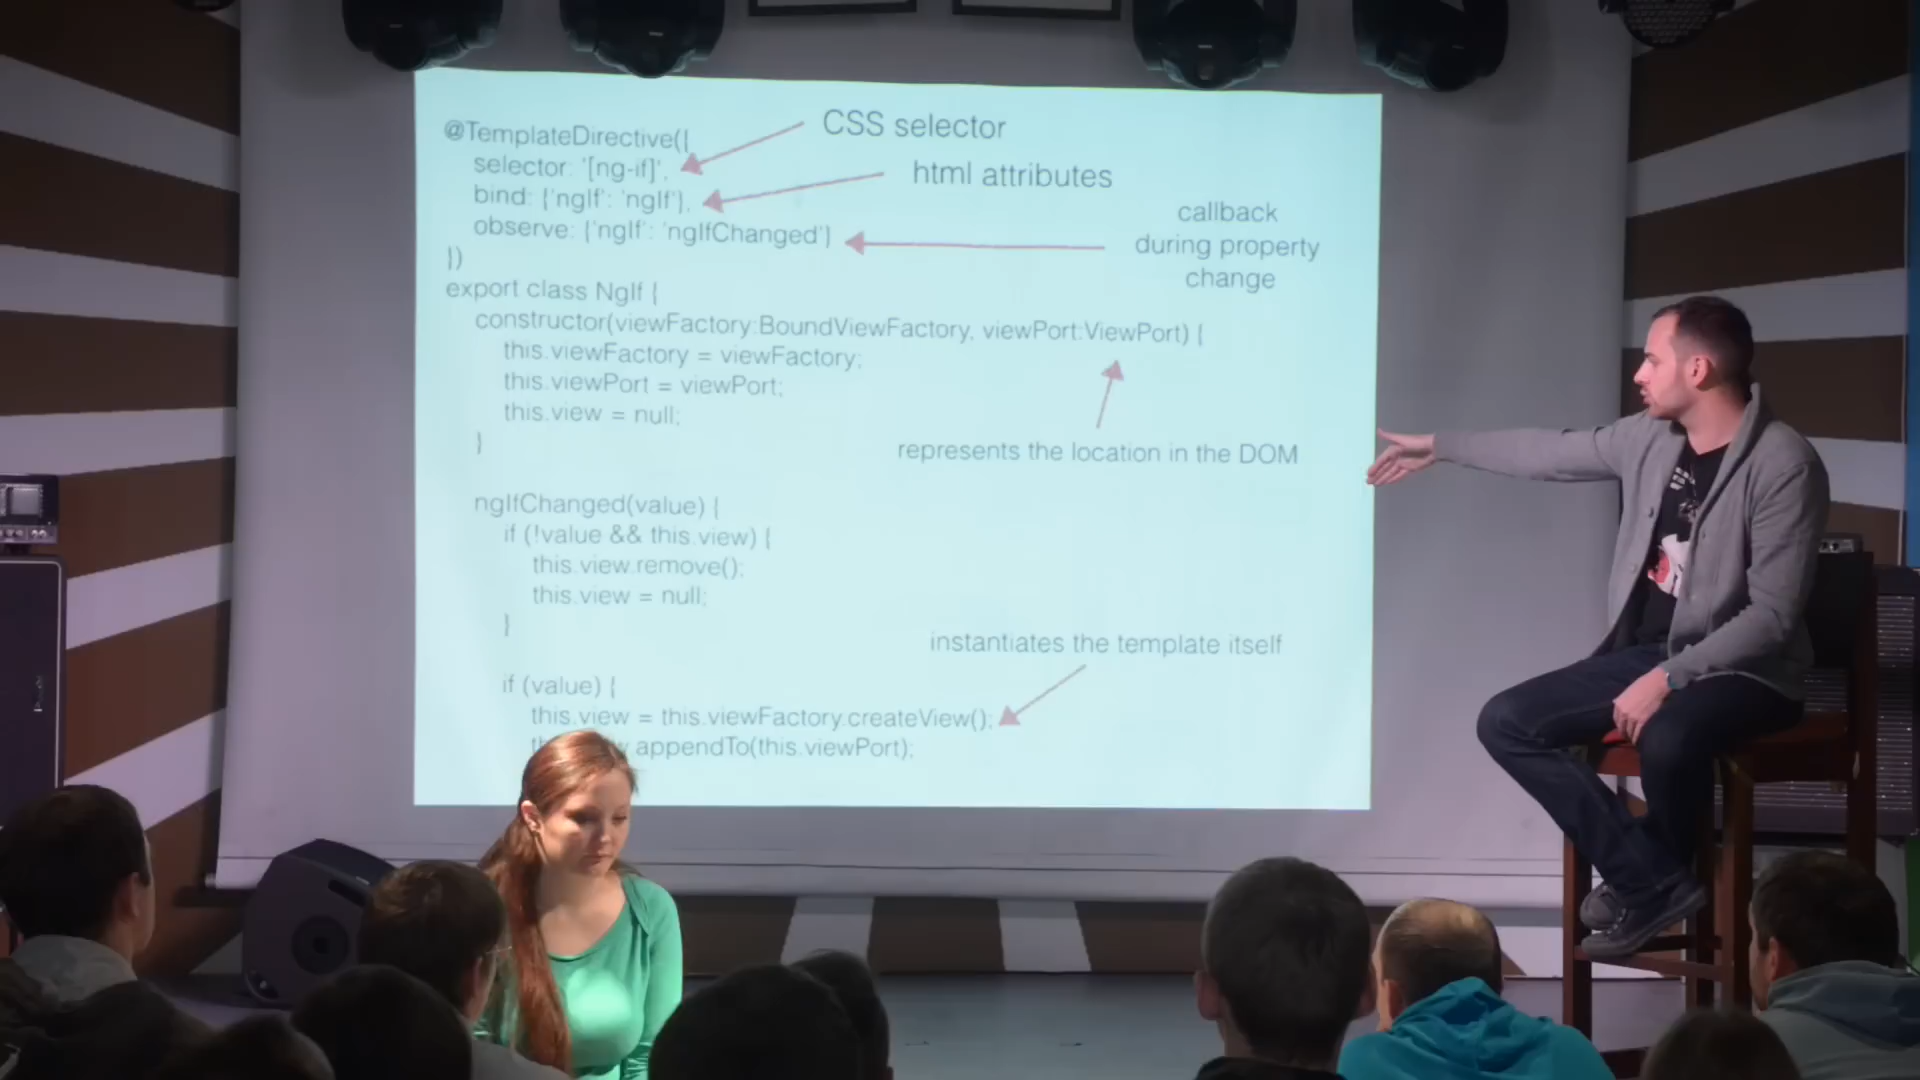 @TemplateDirective({
CSS selector
selector: '[ng-if]',
html attributes
bind: {'ngIf': 'ngIf'},
observe: {'ngIf': 'ngIfChanged'}
callback
during property
change
})
export class NgIf {
constructor(viewFactory:BoundViewFactory, viewPort:ViewPort) {
this.viewFactory = viewFactory;
this.viewPort = viewPort;
this.view = null;
}
represents the location in the DOM
ngIfChanged(value) {
if (!value && this.view) {
this.view.remove();
this.view = null;
}
instantiates the template itself
if (value) {
this.view = this.viewFactory.createView();
appendTo(this.viewPort);